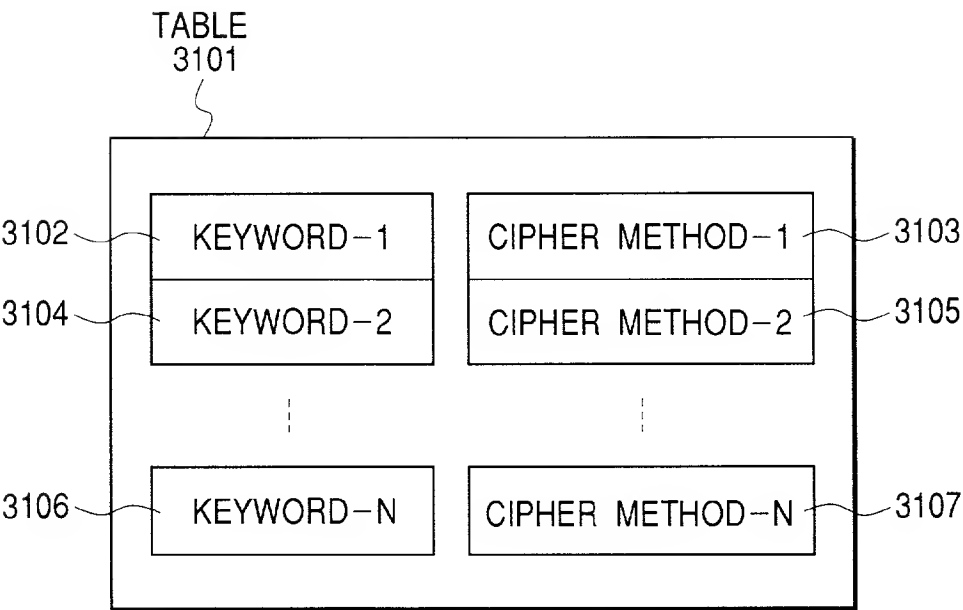 TABLE
3101
3102 KEYWORD-1 CIPHER METHOD-1 3103
3104 KEYWORD-2 CIPHER METHOD-2 3105
3106 KEYWORD-N CIPHER METHOD-N 3107